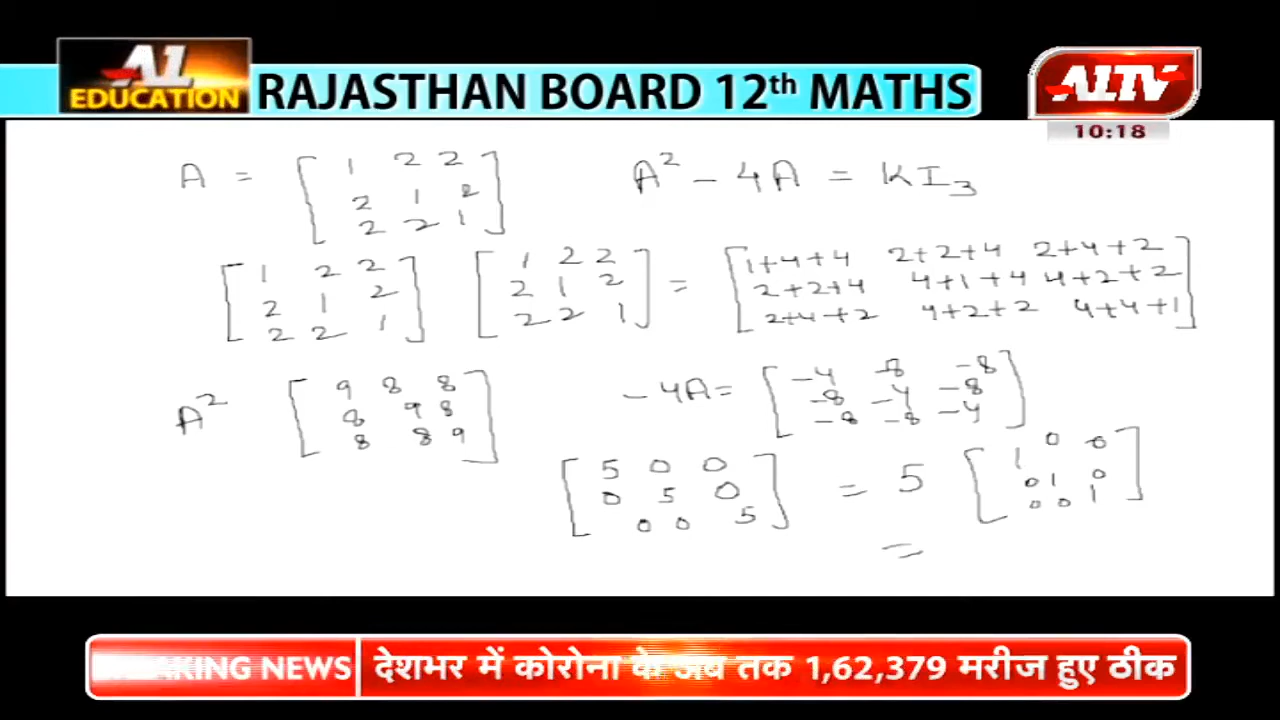 A1
EDUCATION
RAJASTHAN BOARD 12th MATHS
A1TV
10:18
A = [ 1 2 2
2 1 2
2 2 1 ]
A² - 4A = KI₃
[ 1 2 2
2 1 2
2 2 1 ]
[ 1 2 2
2 1 2
2 2 1 ] =
[ 1+4+4 2+2+4 2+4+2
2+2+4 4+1+4 4+2+2
2+4+2 4+2+2 4+4+1 ]
A² [ 9 8 8
8 9 8
8 8 9 ]
-4A = [ -4 -8 -8
-8 -4 -8
-8 -8 -4 ]
[ 5 0 0
0 5 0
0 0 5 ]
= 5 [ 1 0 0
0 1 0
0 0 1 ]
=
AKING NEWS
देशभर में कोरोना के अब तक 1,62,379 मरीज हुए ठीक